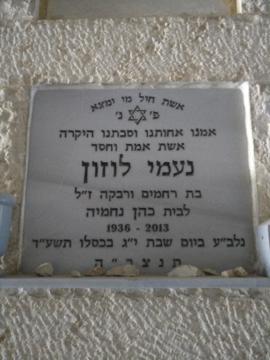 אשת חיל מי ימצא
פ' נ'
אמנו אחותנו וסבתנו היקרה
אשת אמת וחסד
נעמי לוזון
בת רחמים ורבקה ז"ל
לבית כהן נחמיה
1936 - 2013
נלב"ע ביום שבת י"ג בכסלו תשע"ד
ת נ צ ב " ה